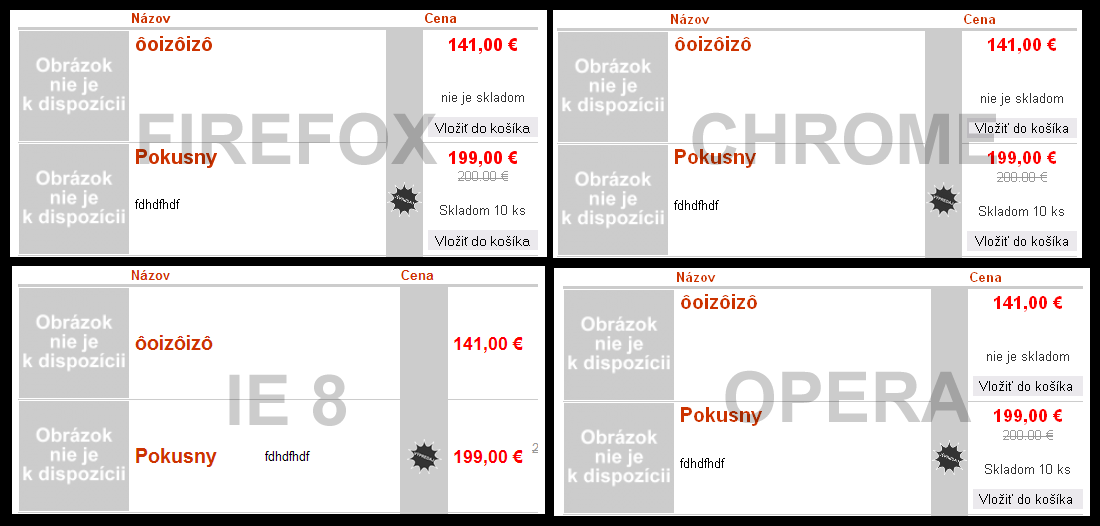 Názov Cena
Obrázok
nie je
k dispozícii
ôoizôizô
141,00 €
nie je skladom
Vložiť do košíka
FIREFOX
Obrázok
nie je
k dispozícii
Pokusny
fdhdfhdf
199,00 €
200.00 €
Skladom 10 ks
Vložiť do košíka
Názov Cena
Obrázok
nie je
k dispozícii
ôoizôizô
141,00 €
nie je skladom
Vložiť do košíka
CHROME
Obrázok
nie je
k dispozícii
Pokusny
fdhdfhdf
199,00 €
200.00 €
Skladom 10 ks
Vložiť do košíka
Názov Cena
Obrázok
nie je
k dispozícii
ôoizôizô
141,00 €
IE 8
Obrázok
nie je
k dispozícii
Pokusny
fdhdfhdf
199,00 €
2
Názov Cena
Obrázok
nie je
k dispozícii
ôoizôizô
141,00 €
nie je skladom
Vložiť do košíka
OPERA
Obrázok
nie je
k dispozícii
Pokusny
fdhdfhdf
199,00 €
200.00 €
Skladom 10 ks
Vložiť do košíka